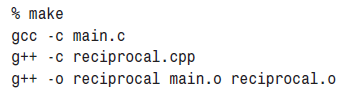 % make
gcc -c main.c
g++ -c reciprocal.cpp
g++ -o reciprocal main.o reciprocal.o